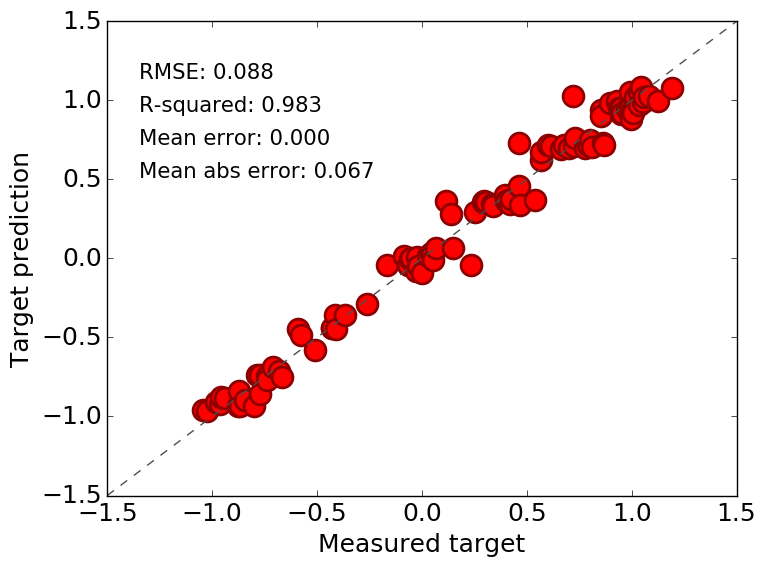 1.5
RMSE: 0.088
1.0
R-squared: 0.983
Mean error: 0.000
Mean abs error: 0.067
0.5
0.0
−0.5
−1.0
−1.5
−1.5 −1.0 −0.5 0.0 0.5 1.0 1.5
Measured target
Target prediction